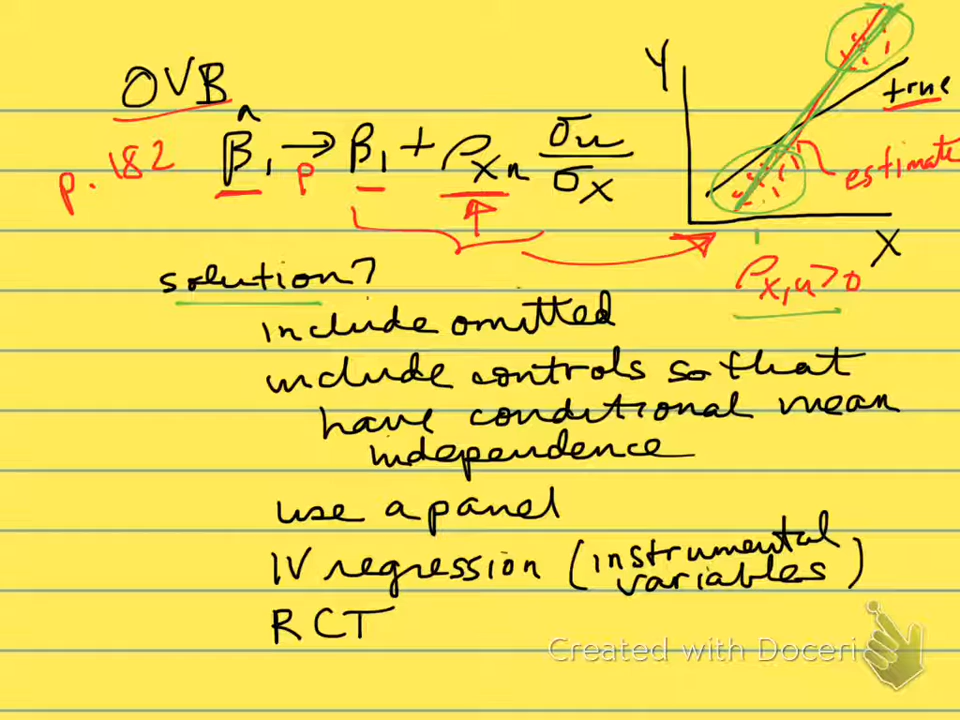 OVB
p. 182
β̂₁ →p β₁ + ρxu σu/σx
Y
true
estimate
X
ρx,u > 0
solution?
include omitted
include controls so that
have conditional mean
independence
use a panel
IV regression (instrumental
variables)
RCT
Created with Doceri